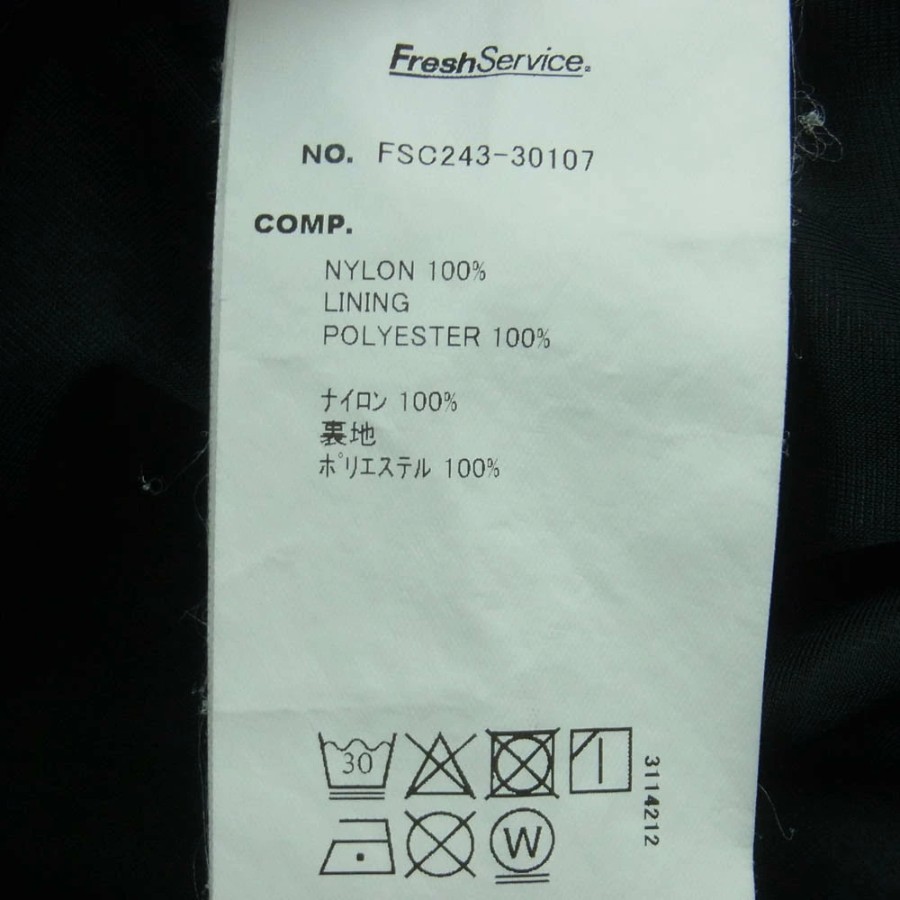 FreshService®
NO. FSC243-30107
COMP.
NYLON 100%
LINING
POLYESTER 100%
ナイロン 100%
裏地
ポリエステル 100%
30
3114212
W